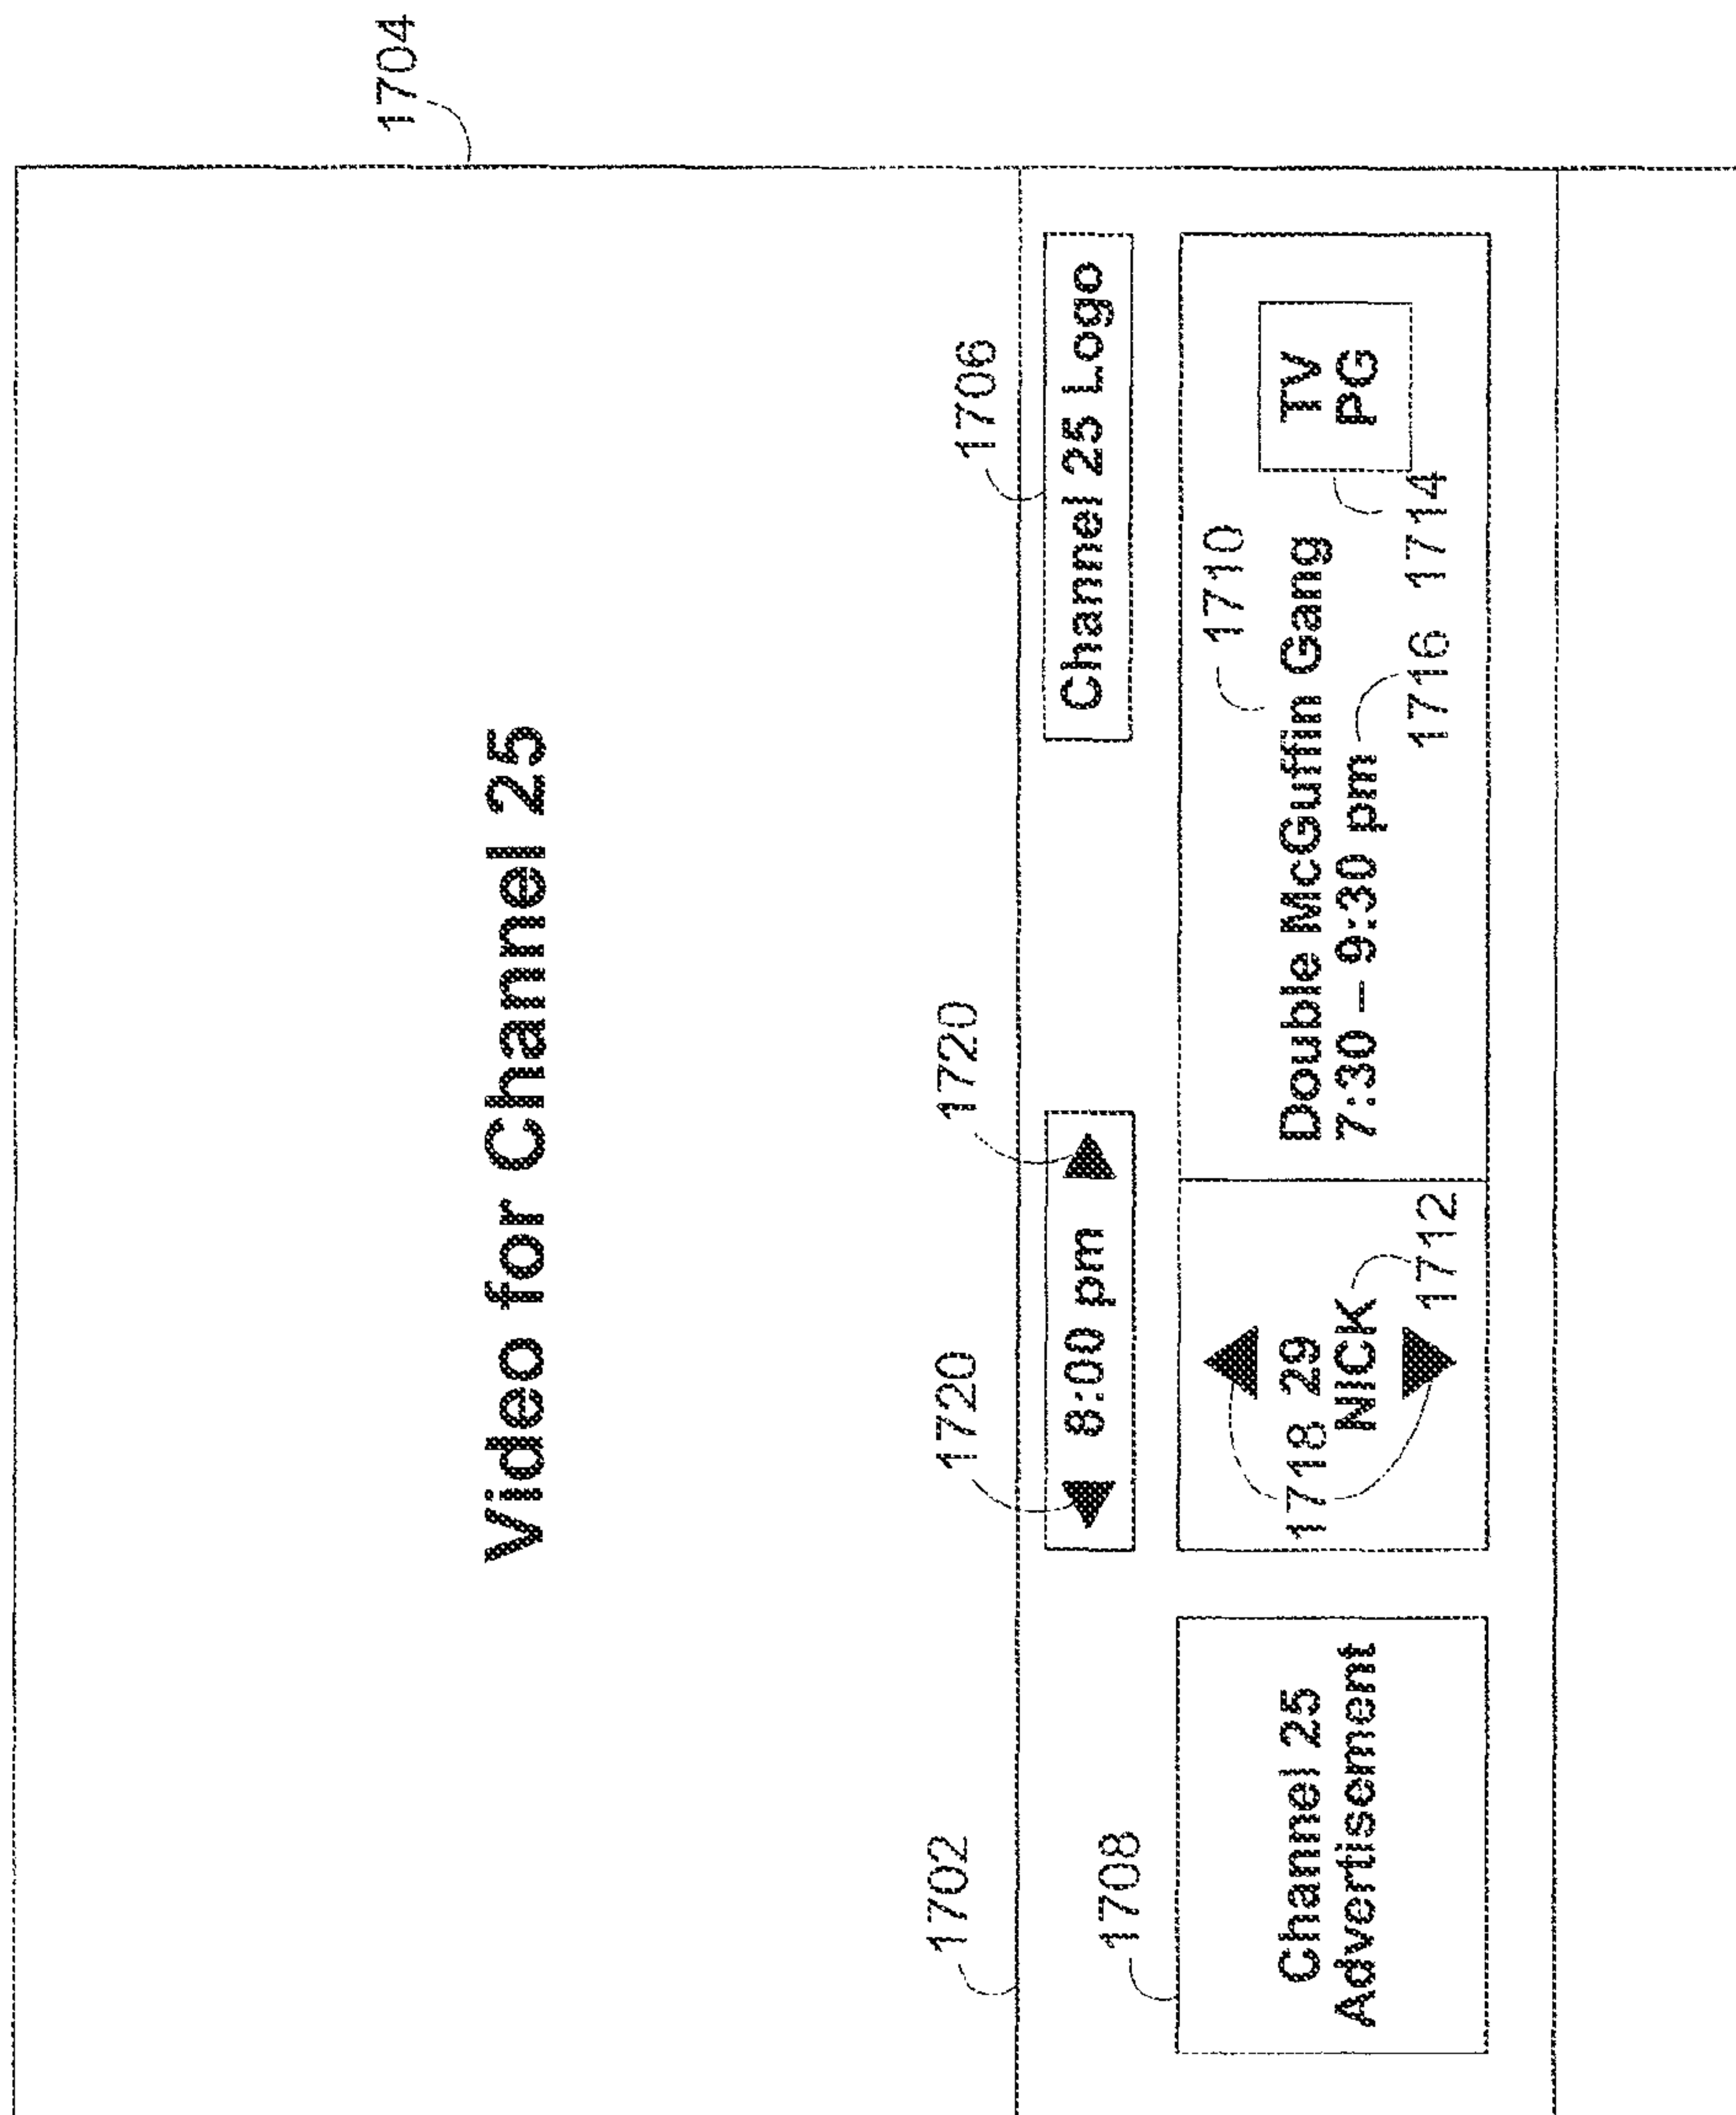 1704
Video for Channel 25
1702
1720
1720
1706
8:00 pm
Channel 25 Logo
1708
1710
Channel 25
Advertisement
1718
29
NICK
1712
Double McGuffin Gang
7:30 – 9:30 pm
1716
1714
TV
PG